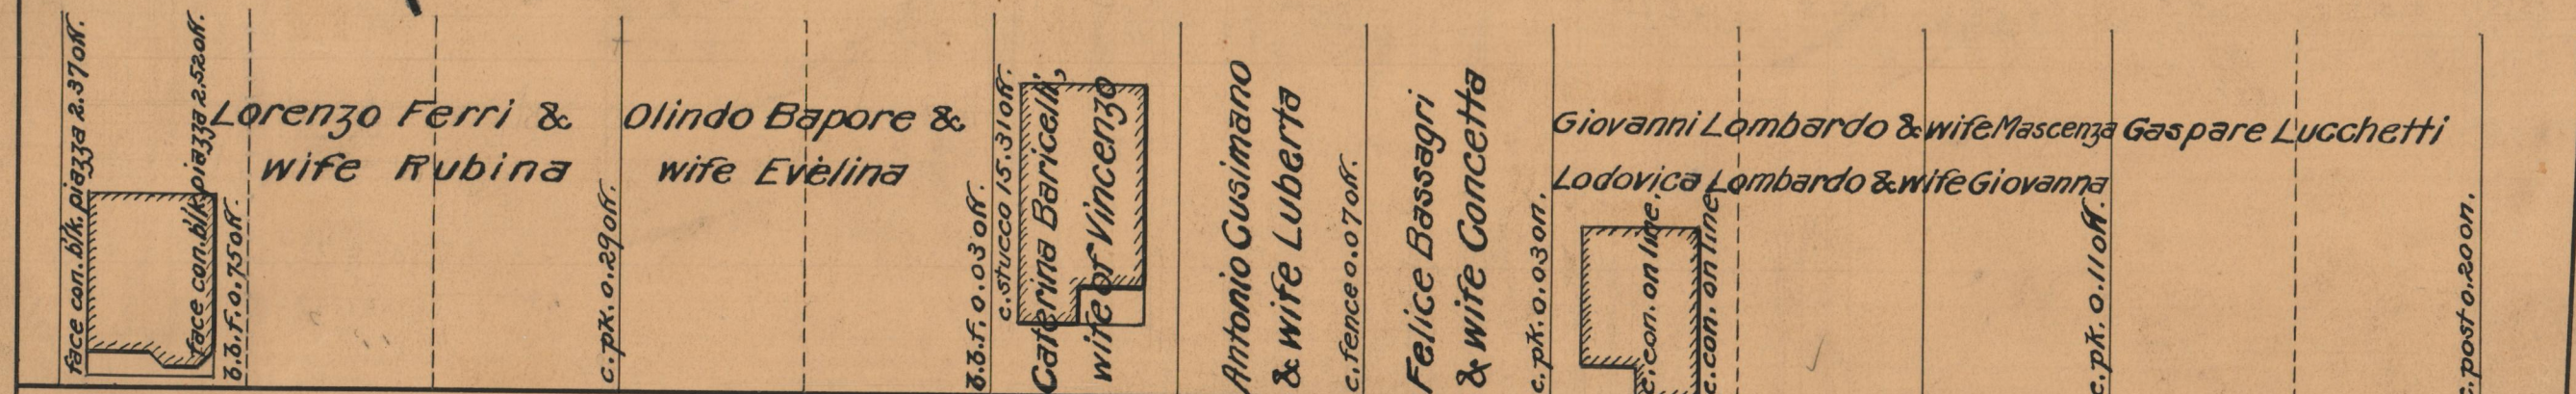 face con. blk. piazza 2.37 off.
face con. blk. piazza 2.52 off.
b.b.f. 0.75 off.
Lorenzo Ferri &
wife Rubina
c. pk. 0.29 off.
Olindo Bapore &
wife Evelina
b.b.f. 0.03 off.
c. stucco 15.31 off.
Caterina Baricelli,
wife of Vincenzo
Antonio Cusimano
& wife Luberta
c. fence 0.07 off.
Felice Bassagri
& wife Concetta
c. pk. 0.03 on.
Giovanni Lombardo & wife Mascenza
Lodovica Lombardo & wife Giovanna
c. con. on line.
c. con. on line
c. pk. 0.11 off.
Gaspare Lucchetti
c. post 0.20 on.